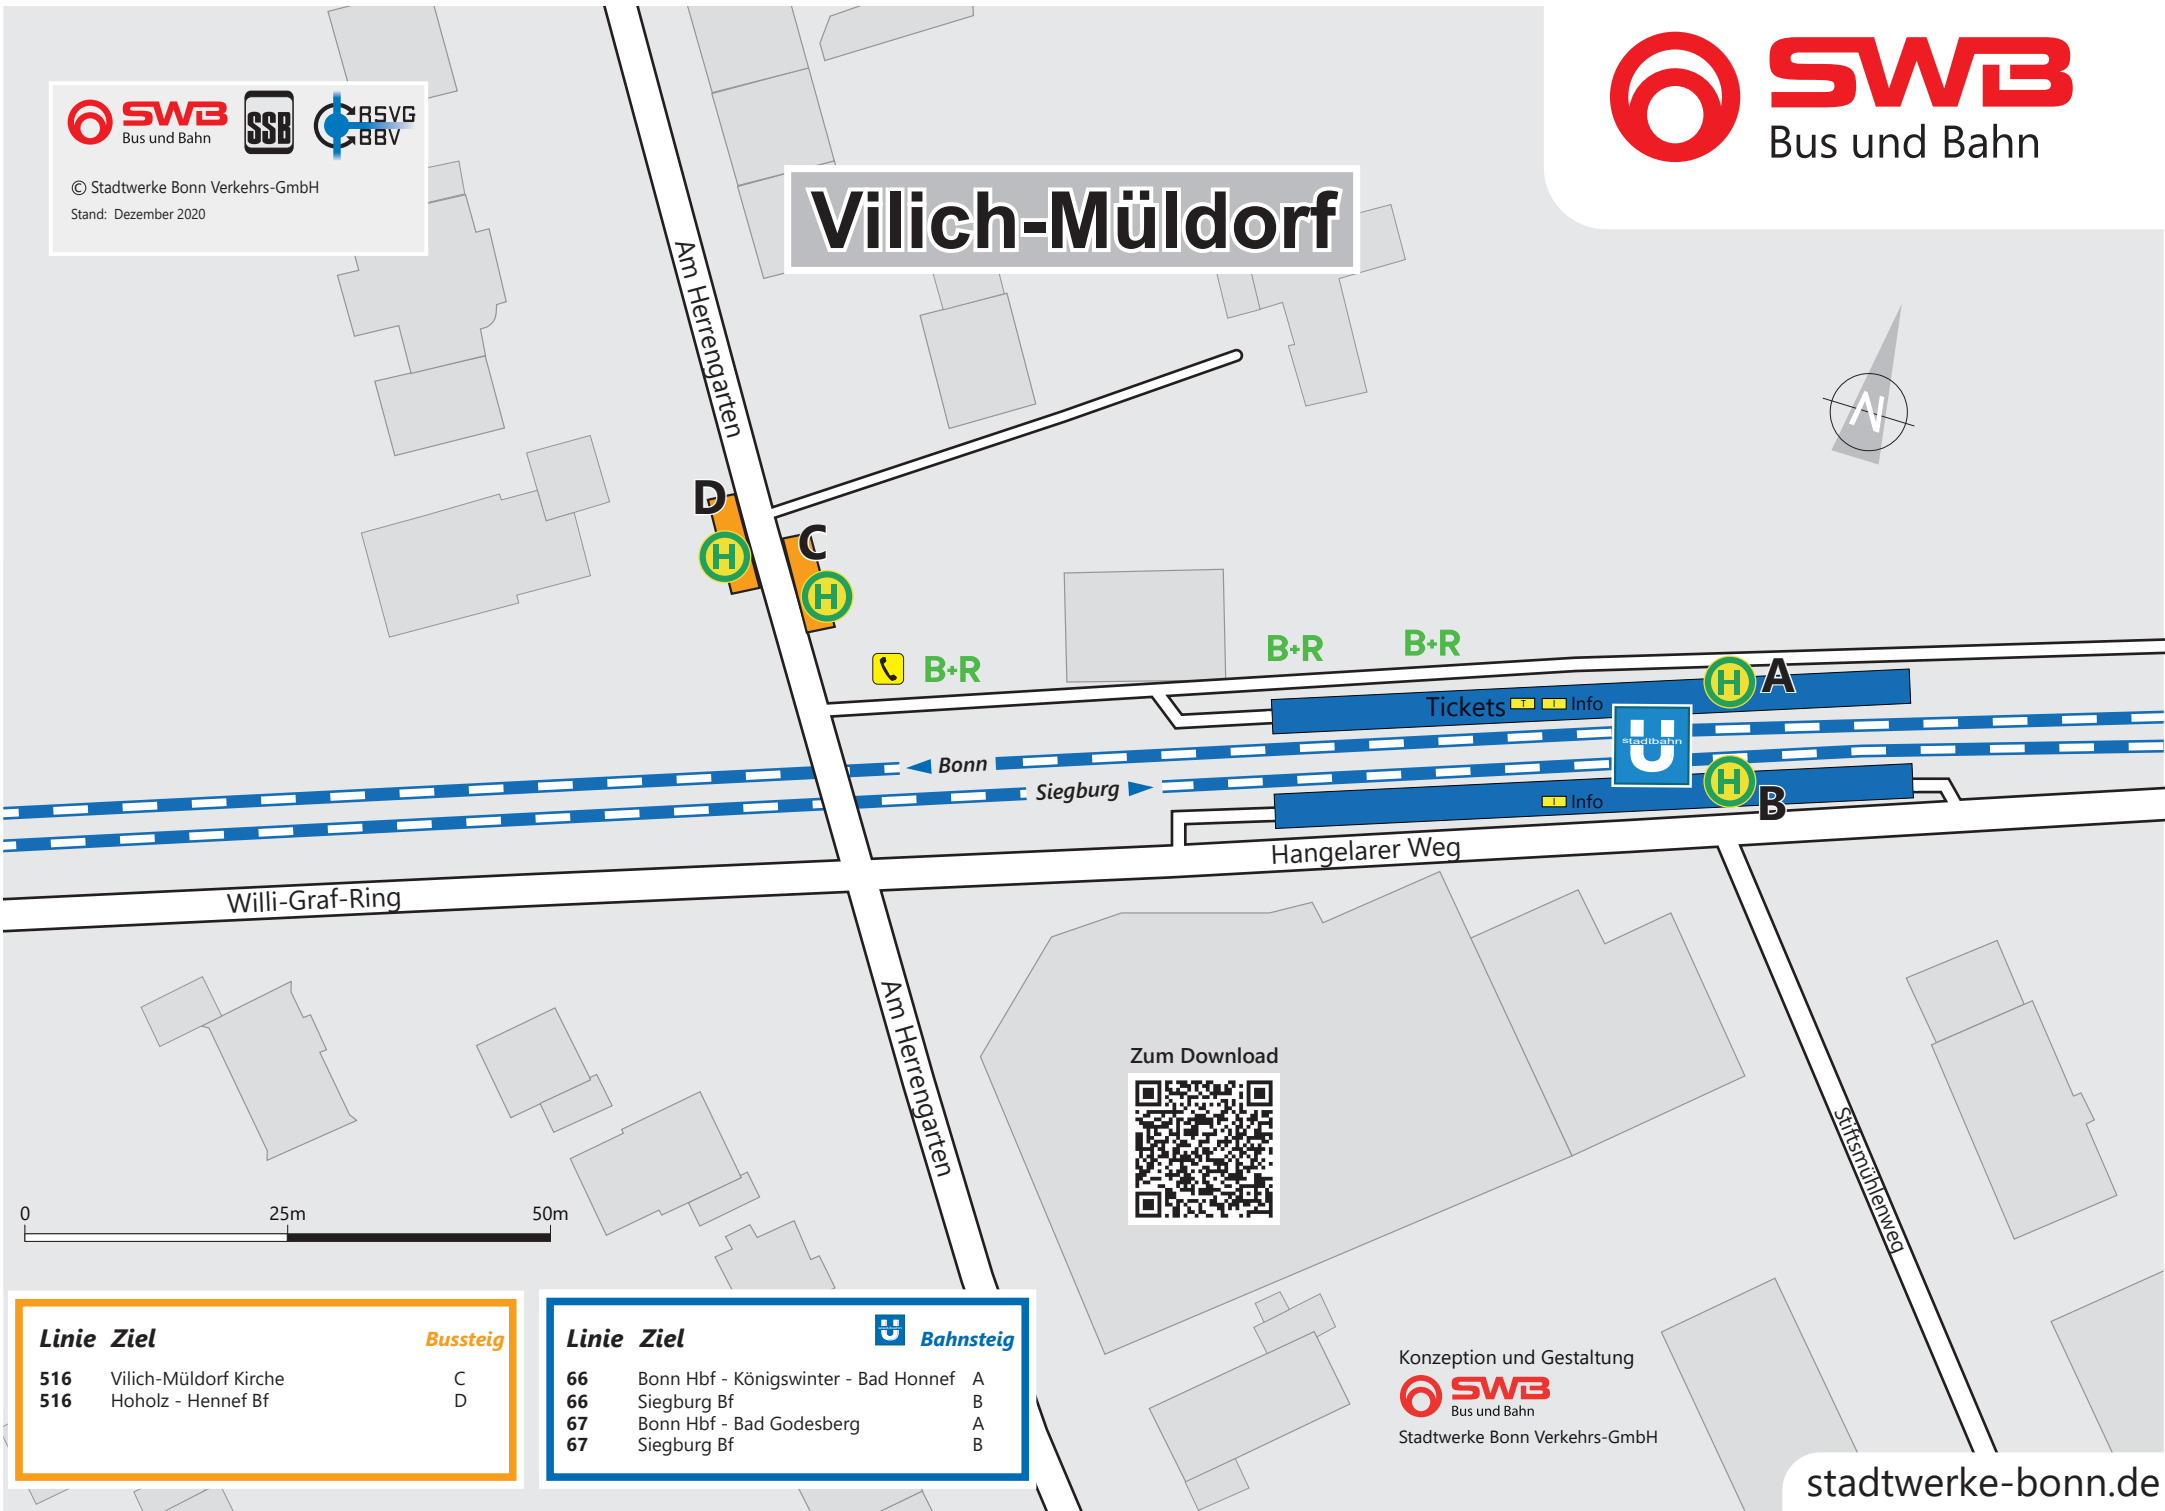 SWB
Bus und Bahn
SSB
RSVG
BBV
© Stadtwerke Bonn Verkehrs-GmbH
Stand: Dezember 2020
SWB
Bus und Bahn
Vilich-Müldorf
Am Herrengarten
N
D
H
C
H
B+R
B+R
B+R
H
A
Tickets T I Info
stadtbahn
U
Bonn
Siegburg
H
B
I Info
Hangelarer Weg
Willi-Graf-Ring
Am Herrengarten
Stiftsmühlenweg
Zum Download
0 25m 50m
Linie Ziel Bussteig
516 Vilich-Müldorf Kirche C
516 Hoholz - Hennef Bf D
Linie Ziel U Bahnsteig
66 Bonn Hbf - Königswinter - Bad Honnef A
66 Siegburg Bf B
67 Bonn Hbf - Bad Godesberg A
67 Siegburg Bf B
Konzeption und Gestaltung
SWB
Bus und Bahn
Stadtwerke Bonn Verkehrs-GmbH
stadtwerke-bonn.de